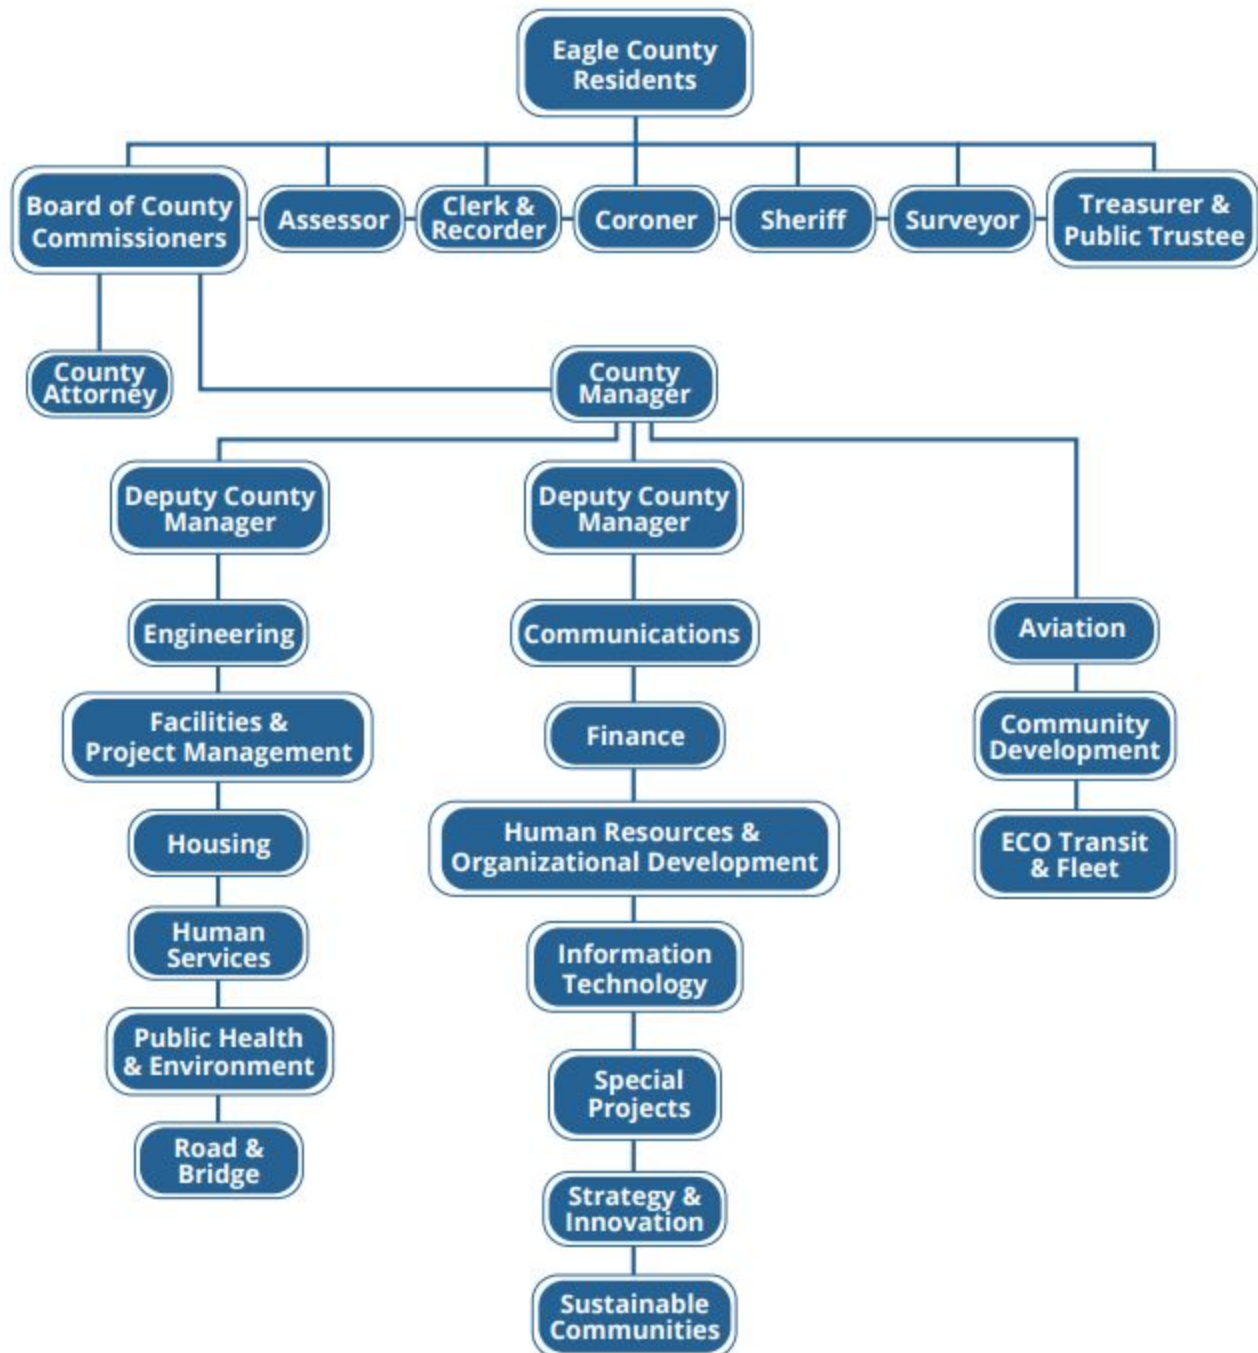 Eagle County
Residents
Board of County
Commissioners
Assessor
Clerk &
Recorder
Coroner
Sheriff
Surveyor
Treasurer &
Public Trustee
County
Attorney
County
Manager
Deputy County
Manager
Engineering
Facilities &
Project Management
Housing
Human
Services
Public Health
& Environment
Road &
Bridge
Deputy County
Manager
Communications
Finance
Human Resources &
Organizational Development
Information
Technology
Special
Projects
Strategy &
Innovation
Sustainable
Communities
Aviation
Community
Development
ECO Transit
& Fleet